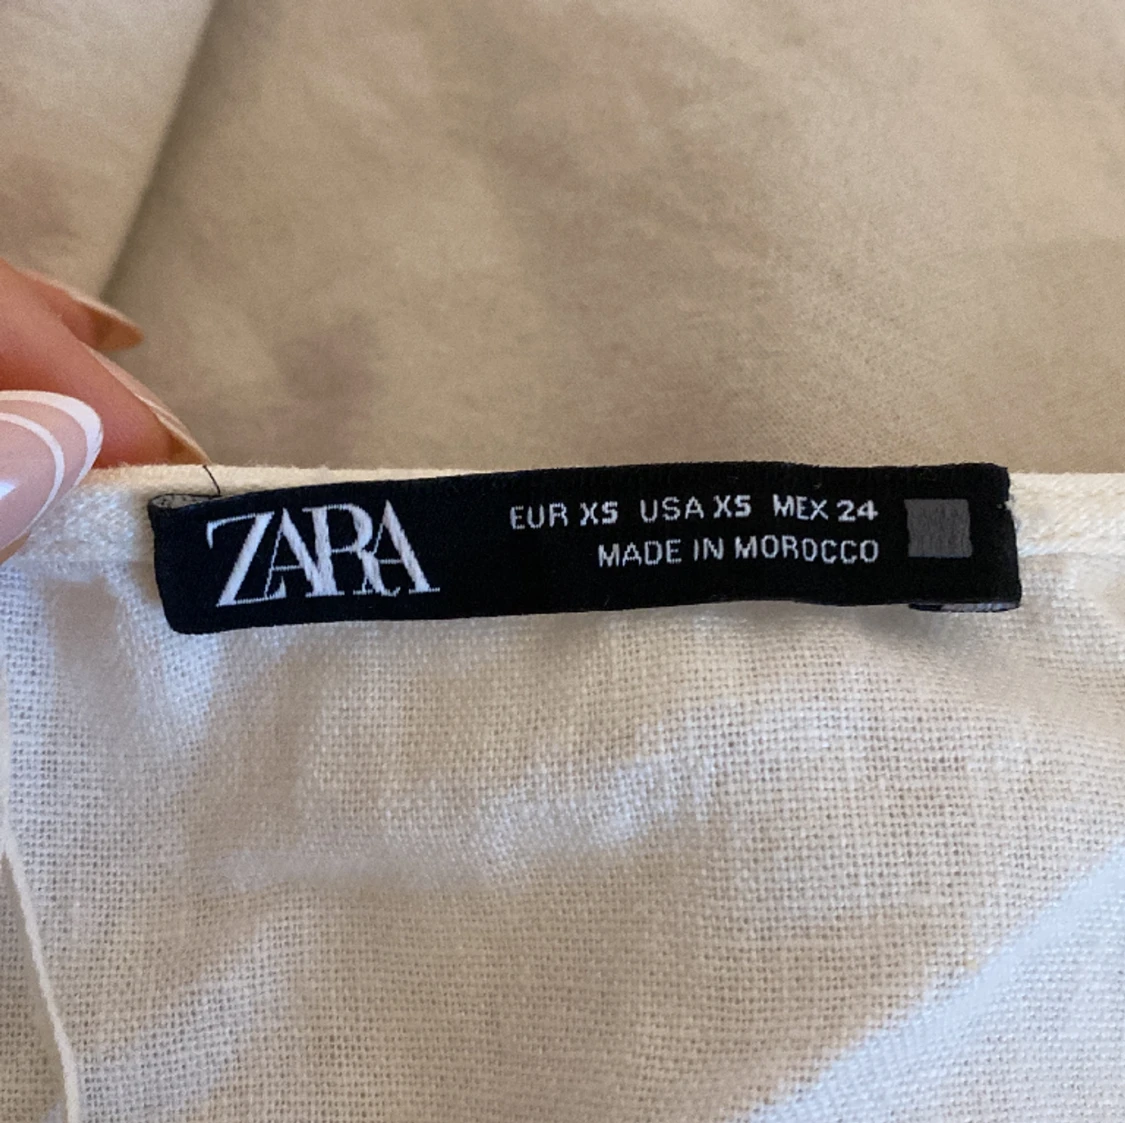 ZARA
EUR XS USA XS MEX 24
MADE IN MOROCCO